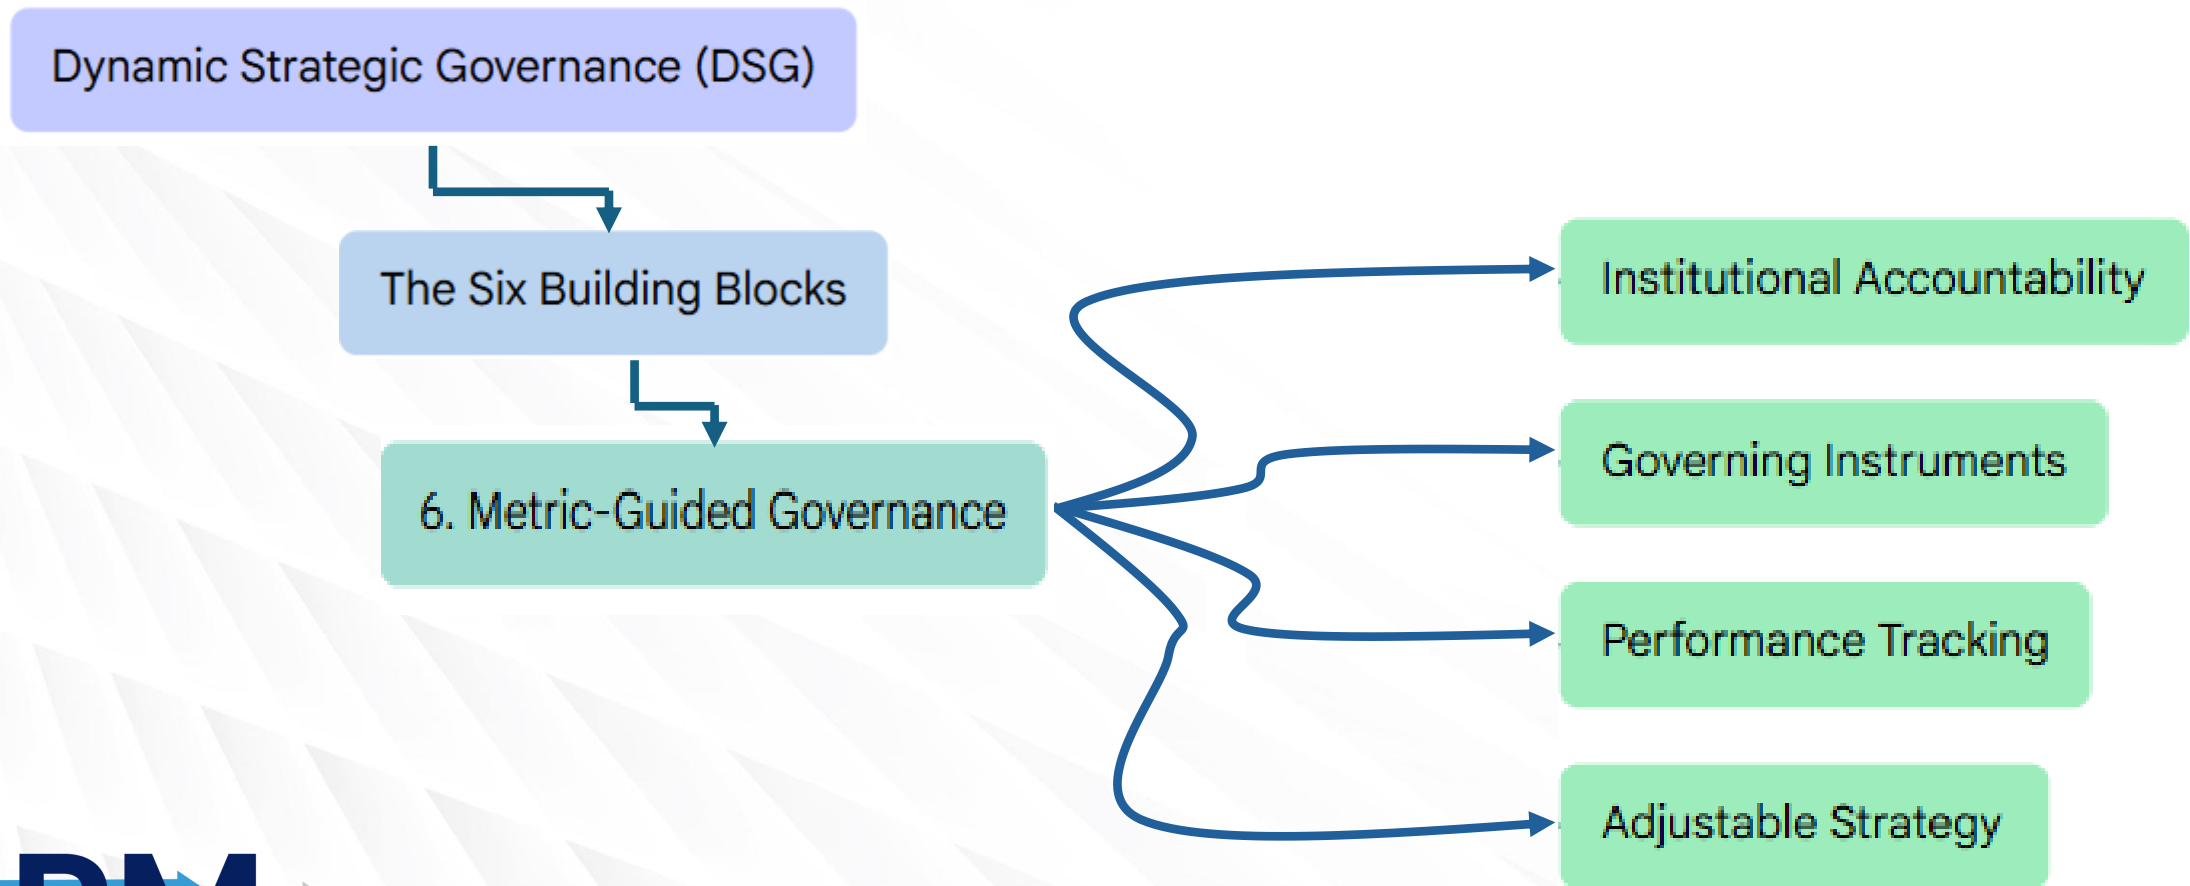 Dynamic Strategic Governance (DSG)
The Six Building Blocks
6. Metric-Guided Governance
Institutional Accountability
Governing Instruments
Performance Tracking
Adjustable Strategy